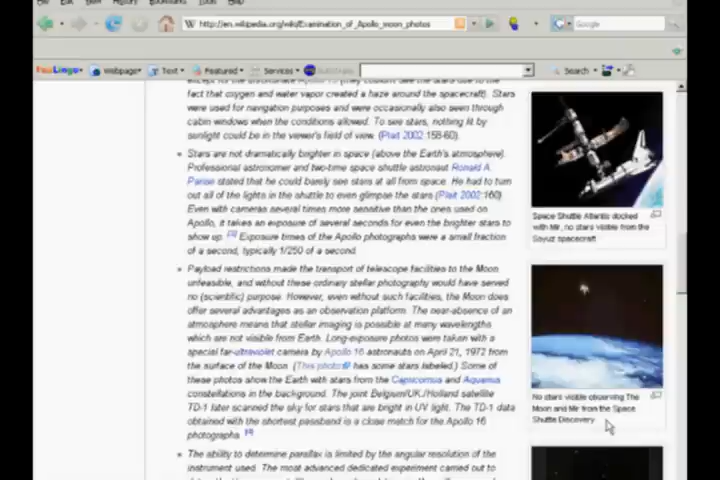 Edit View History Bookmarks Tools Help
http://en.wikipedia.org/wiki/Examination_of_Apollo_moon_photos
Google
Webpage Text Featured Services Search
fact that oxygen and water vapor created a haze around the spacecraft). Stars
were used for navigation purposes and were occasionally also seen through
cabin windows when the conditions allowed. To see stars, nothing lit by
sunlight could be in the viewer's field of view. (Plait 2002:158-60).
Stars are not dramatically brighter in space (above the Earth's atmosphere).
Professional astronomer and two-time space shuttle astronaut Ronald A.
Parise stated that he could barely see stars at all from space. He had to turn
out all of the lights in the shuttle to even glimpse the stars (Plait 2002:160)
Even with cameras several times more sensitive than the ones used on
Apollo, it takes an exposure of several seconds for even the brighter stars to
show up. Exposure times of the Apollo photographs were a small fraction
of a second, typically 1/250 of a second.
Payload restrictions made the transport of telescope facilities to the Moon
unfeasible, and without these ordinary stellar photography would have served
no (scientific) purpose. However, even without such facilities, the Moon does
offer several advantages as an observation platform. The near-absence of an
atmosphere means that stellar imaging is possible at many wavelengths
which are not visible from Earth. Long-exposure photos were taken with a
special far-ultraviolet camera by Apollo 16 astronauts on April 21, 1972 from
the surface of the Moon. (This photo has some stars labeled.) Some of
these photos show the Earth with stars from the Capricornus and Aquarius
constellations in the background. The joint Belgium/UK/Holland satellite
TD-1 later scanned the sky for stars that are bright in UV light. The TD-1 data
obtained with the shortest passband is a close match for the Apollo 16
photographs. [4]
The ability to determine parallax is limited by the angular resolution of the
instrument used. The most advanced dedicated experiment carried out to
Space Shuttle Atlantis docked
with Mir, no stars visible from the
Soyuz spacecraft
No stars visible observing The
Moon and Mir from the Space
Shuttle Discovery